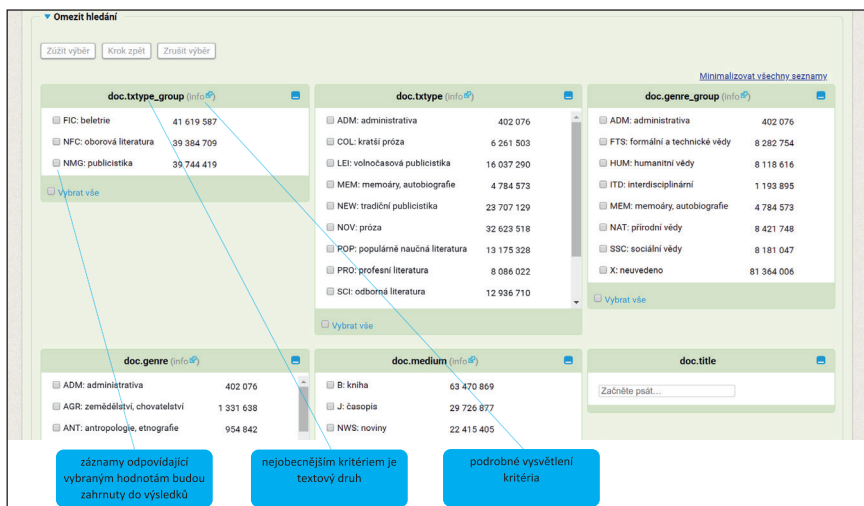 Omezit hledání
Zúžit výběr Krok zpět Zrušit výběr
Minimalizovat všechny seznamy
doc.txtype_group (info)
FIC: beletrie 41 619 587
NFC: oborová literatura 39 384 709
NMG: publicistika 39 744 419
Vybrat vše
doc.txtype (info)
ADM: administrativa 402 076
COL: kratší próza 6 261 503
LEI: volnočasová publicistika 16 037 290
MEM: memoáry, autobiografie 4 784 573
NEW: tradiční publicistika 23 707 129
NOV: próza 32 623 518
POP: populárně naučná literatura 13 175 328
PRO: profesní literatura 8 086 022
SCI: odborná literatura 12 936 710
Vybrat vše
doc.genre_group (info)
ADM: administrativa 402 076
FTS: formální a technické vědy 8 282 754
HUM: humanitní vědy 8 118 616
ITD: interdisciplinární 1 193 895
MEM: memoáry, autobiografie 4 784 573
NAT: přírodní vědy 8 421 748
SSC: sociální vědy 8 181 047
X: neuvedeno 81 364 006
Vybrat vše
doc.genre (info)
ADM: administrativa 402 076
AGR: zemědělství, chovatelství 1 331 638
ANT: antropologie, etnografie 954 842
doc.medium (info)
B: kniha 63 470 869
J: časopis 29 726 877
NWS: noviny 22 415 405
doc.title
Začněte psát...
záznamy odpovídající
vybraným hodnotám budou
zahrnuty do výsledků
nejobecnějším kritériem je
textový druh
podrobné vysvětlení
kritéria